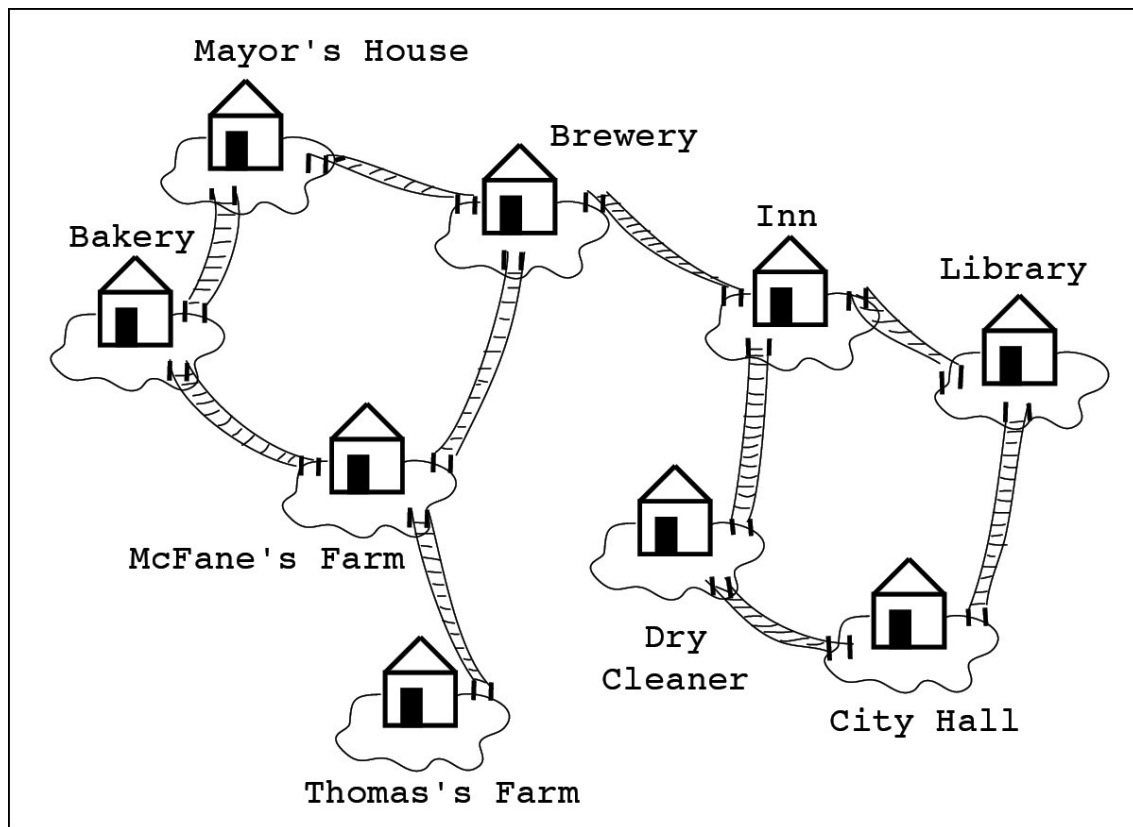 Mayor's House
Brewery
Bakery
Inn
Library
McFane's Farm
Dry
Cleaner
City Hall
Thomas's Farm